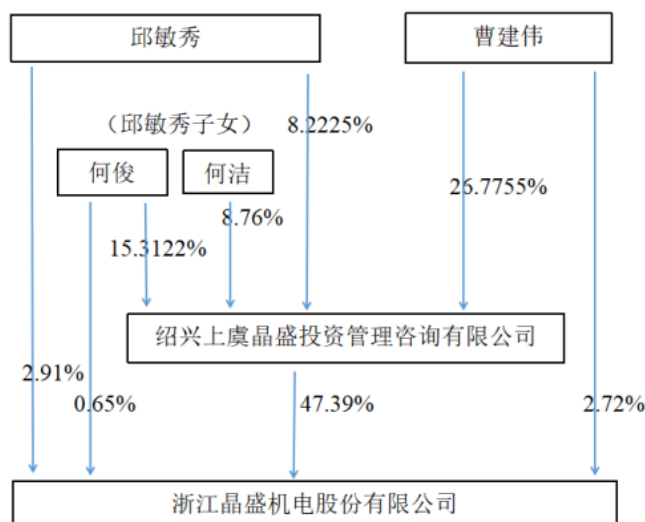 邱敏秀
曹建伟
（邱敏秀子女）
8.2225%
何俊
何洁
26.7755%
8.76%
15.3122%
绍兴上虞晶盛投资管理咨询有限公司
2.91%
0.65%
47.39%
2.72%
浙江晶盛机电股份有限公司